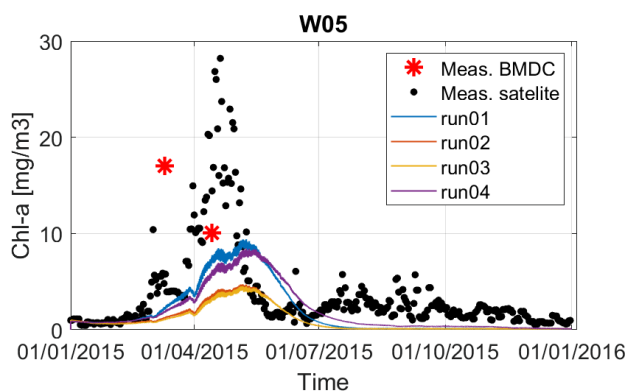 W05
30
20
10
0
Chl-a [mg/m3]
Meas. BMDC
Meas. satelite
run01
run02
run03
run04
01/01/2015 01/04/2015 01/07/2015 01/10/2015 01/01/2016
Time